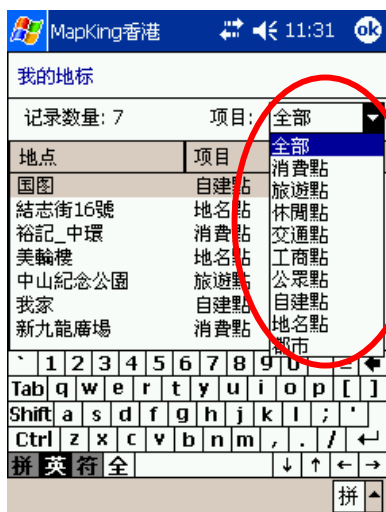 MapKing香港 11:31 ok
我的地标
记录数量: 7 项目: 全部
地点 项目
国图 自建點
結志街16號 地名點
裕記_中環 消費點
美輪樓 地名點
中山紀念公園 旅遊點
我家 自建點
新九龍廣場 消費點
全部
消費點
旅遊點
休閒點
交通點
工商點
公眾點
自建點
地名點
都市
` 1 2 3 4 5 6 7 8 9 0 - =
Tab q w e r t y u i o p [ ]
Shift a s d f g h j k l ; '
Ctrl z x c v b n m , . / ↵
拼 英 符 全 ↓ ↑ ← →
拼